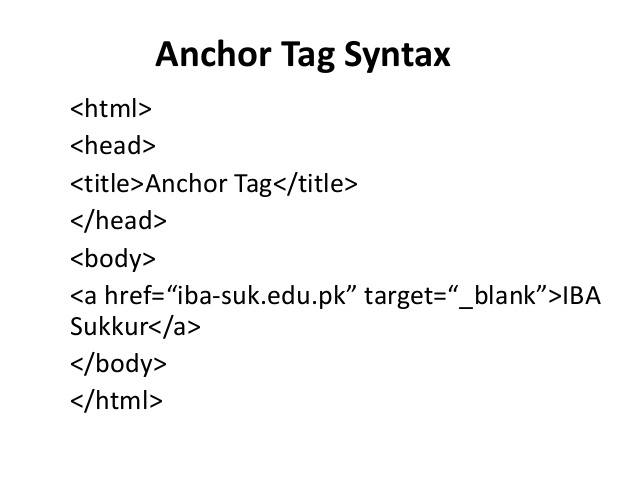 Anchor Tag Syntax
<html>
<head>
<title>Anchor Tag</title>
</head>
<body>
<a href=“iba-suk.edu.pk” target=“_blank”>IBA
Sukkur</a>
</body>
</html>